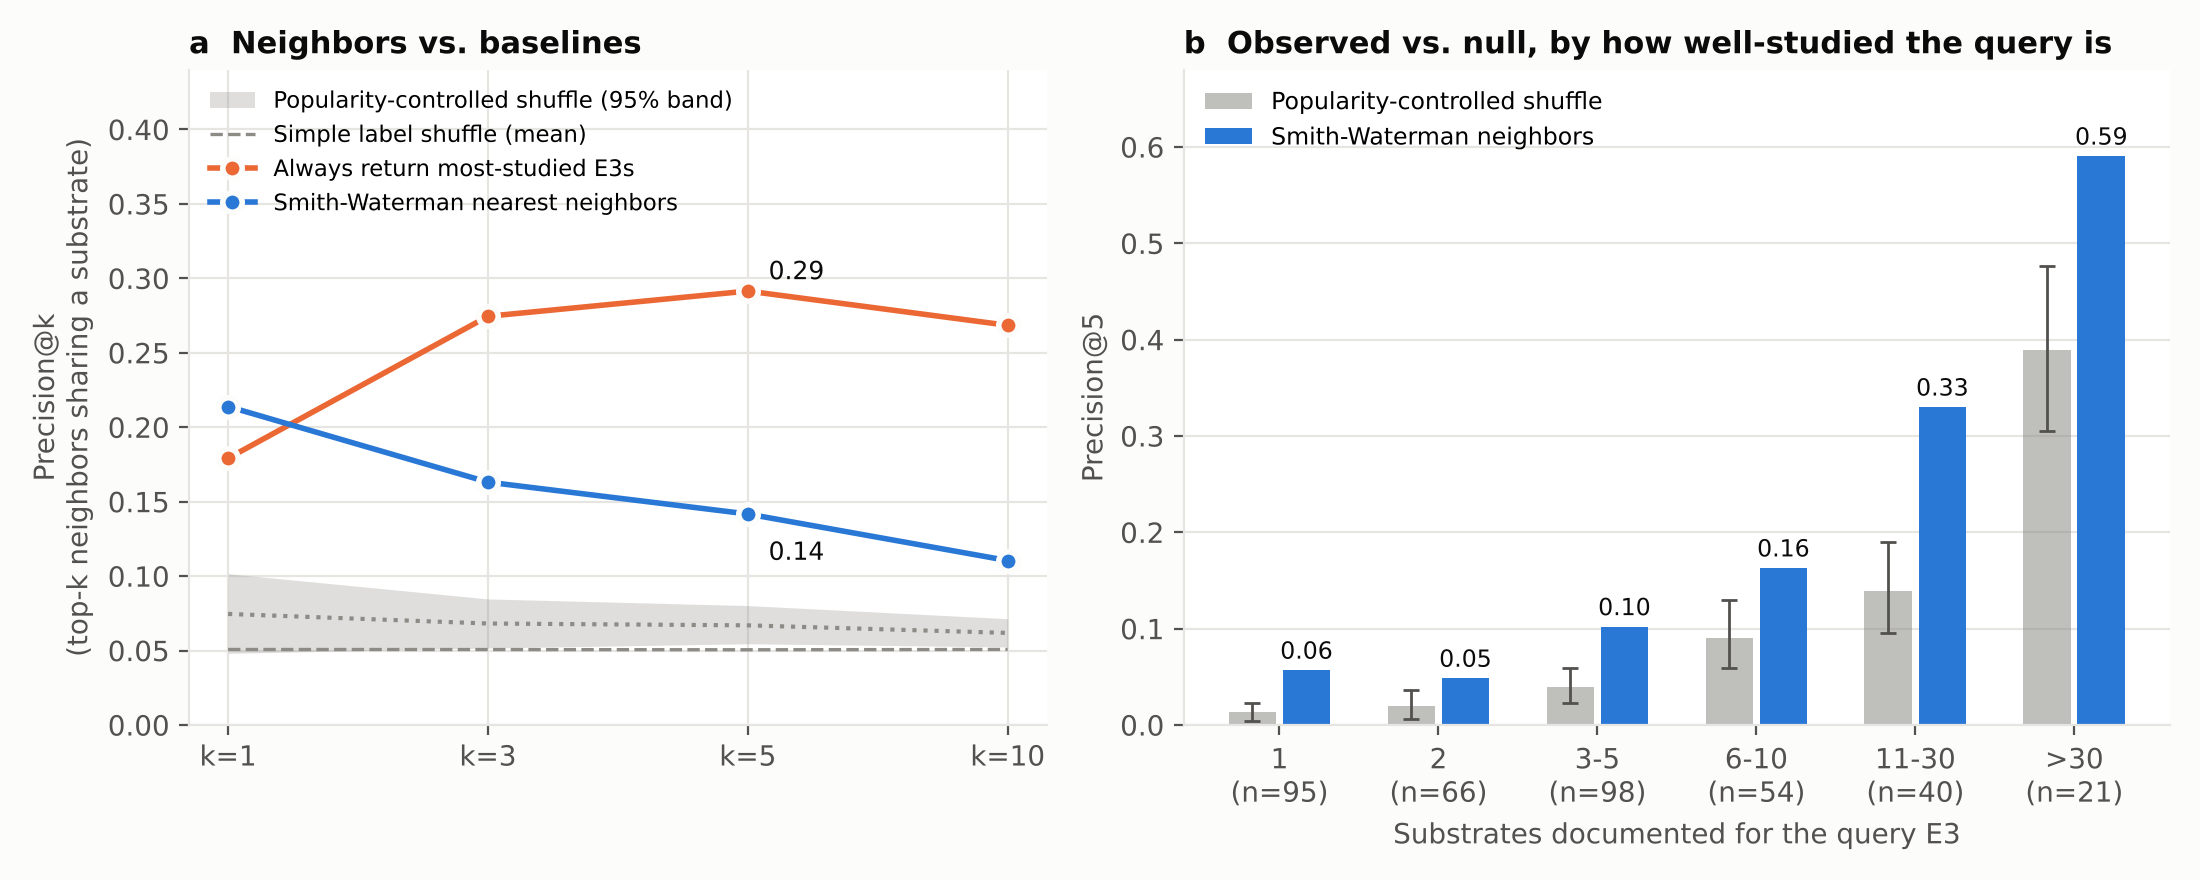 a Neighbors vs. baselines
Popularity-controlled shuffle (95% band)
Simple label shuffle (mean)
Always return most-studied E3s
Smith-Waterman nearest neighbors
Precision@k
(top-k neighbors sharing a substrate)
0.40
0.35
0.30
0.25
0.20
0.15
0.10
0.05
0.00
0.29
0.14
k=1 k=3 k=5 k=10
b Observed vs. null, by how well-studied the query is
Popularity-controlled shuffle
Smith-Waterman neighbors
Precision@5
0.6
0.5
0.4
0.3
0.2
0.1
0.0
0.06
0.05
0.10
0.16
0.33
0.59
1 2 3-5 6-10 11-30 >30
(n=95) (n=66) (n=98) (n=54) (n=40) (n=21)
Substrates documented for the query E3